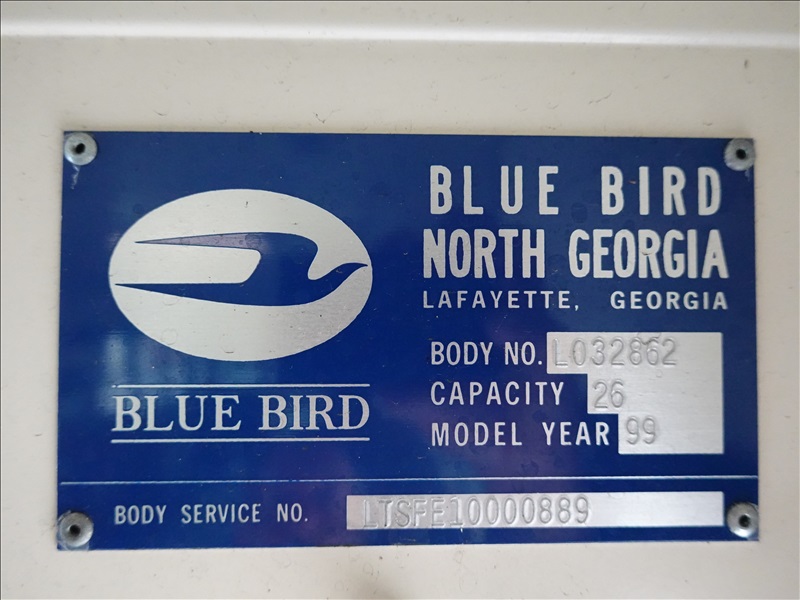 BLUE BIRD
NORTH GEORGIA
LAFAYETTE, GEORGIA
BODY NO. L032862
CAPACITY 26
MODEL YEAR 99
BLUE BIRD
BODY SERVICE NO. LTSFE10000889